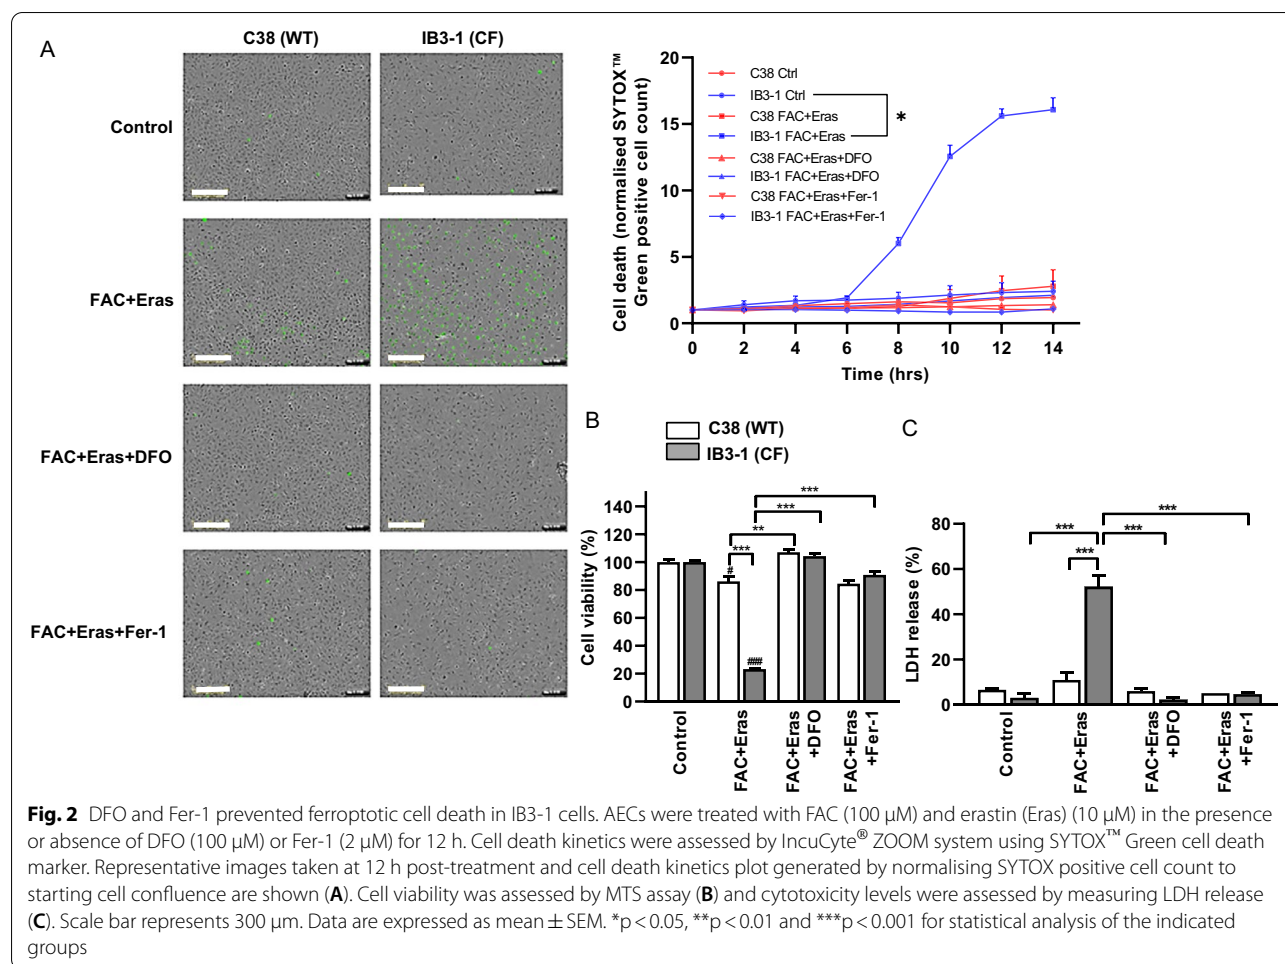 A
C38 (WT)
IB3-1 (CF)
Control
FAC+Eras
FAC+Eras+DFO
FAC+Eras+Fer-1
Cell death (normalised SYTOX™
Green positive cell count)
20
15
10
5
0
0 2 4 6 8 10 12 14
Time (hrs)
C38 Ctrl
IB3-1 Ctrl
C38 FAC+Eras
IB3-1 FAC+Eras
C38 FAC+Eras+DFO
IB3-1 FAC+Eras+DFO
C38 FAC+Eras+Fer-1
IB3-1 FAC+Eras+Fer-1
*
B
C38 (WT)
IB3-1 (CF)
Cell viability (%)
140
120
100
80
60
40
20
0
***
***
**
***
#
###
Control
FAC+Eras
FAC+Eras
+DFO
FAC+Eras
+Fer-1
C
LDH release (%)
80
60
40
20
0
***
***
***
***
Control
FAC+Eras
FAC+Eras
+DFO
FAC+Eras
+Fer-1
Fig. 2 DFO and Fer-1 prevented ferroptotic cell death in IB3-1 cells. AECs were treated with FAC (100 μM) and erastin (Eras) (10 μM) in the presence
or absence of DFO (100 μM) or Fer-1 (2 μM) for 12 h. Cell death kinetics were assessed by IncuCyte® ZOOM system using SYTOX™ Green cell death
marker. Representative images taken at 12 h post-treatment and cell death kinetics plot generated by normalising SYTOX positive cell count to
starting cell confluence are shown (A). Cell viability was assessed by MTS assay (B) and cytotoxicity levels were assessed by measuring LDH release
(C). Scale bar represents 300 μm. Data are expressed as mean ± SEM. *p < 0.05, **p < 0.01 and ***p < 0.001 for statistical analysis of the indicated
groups